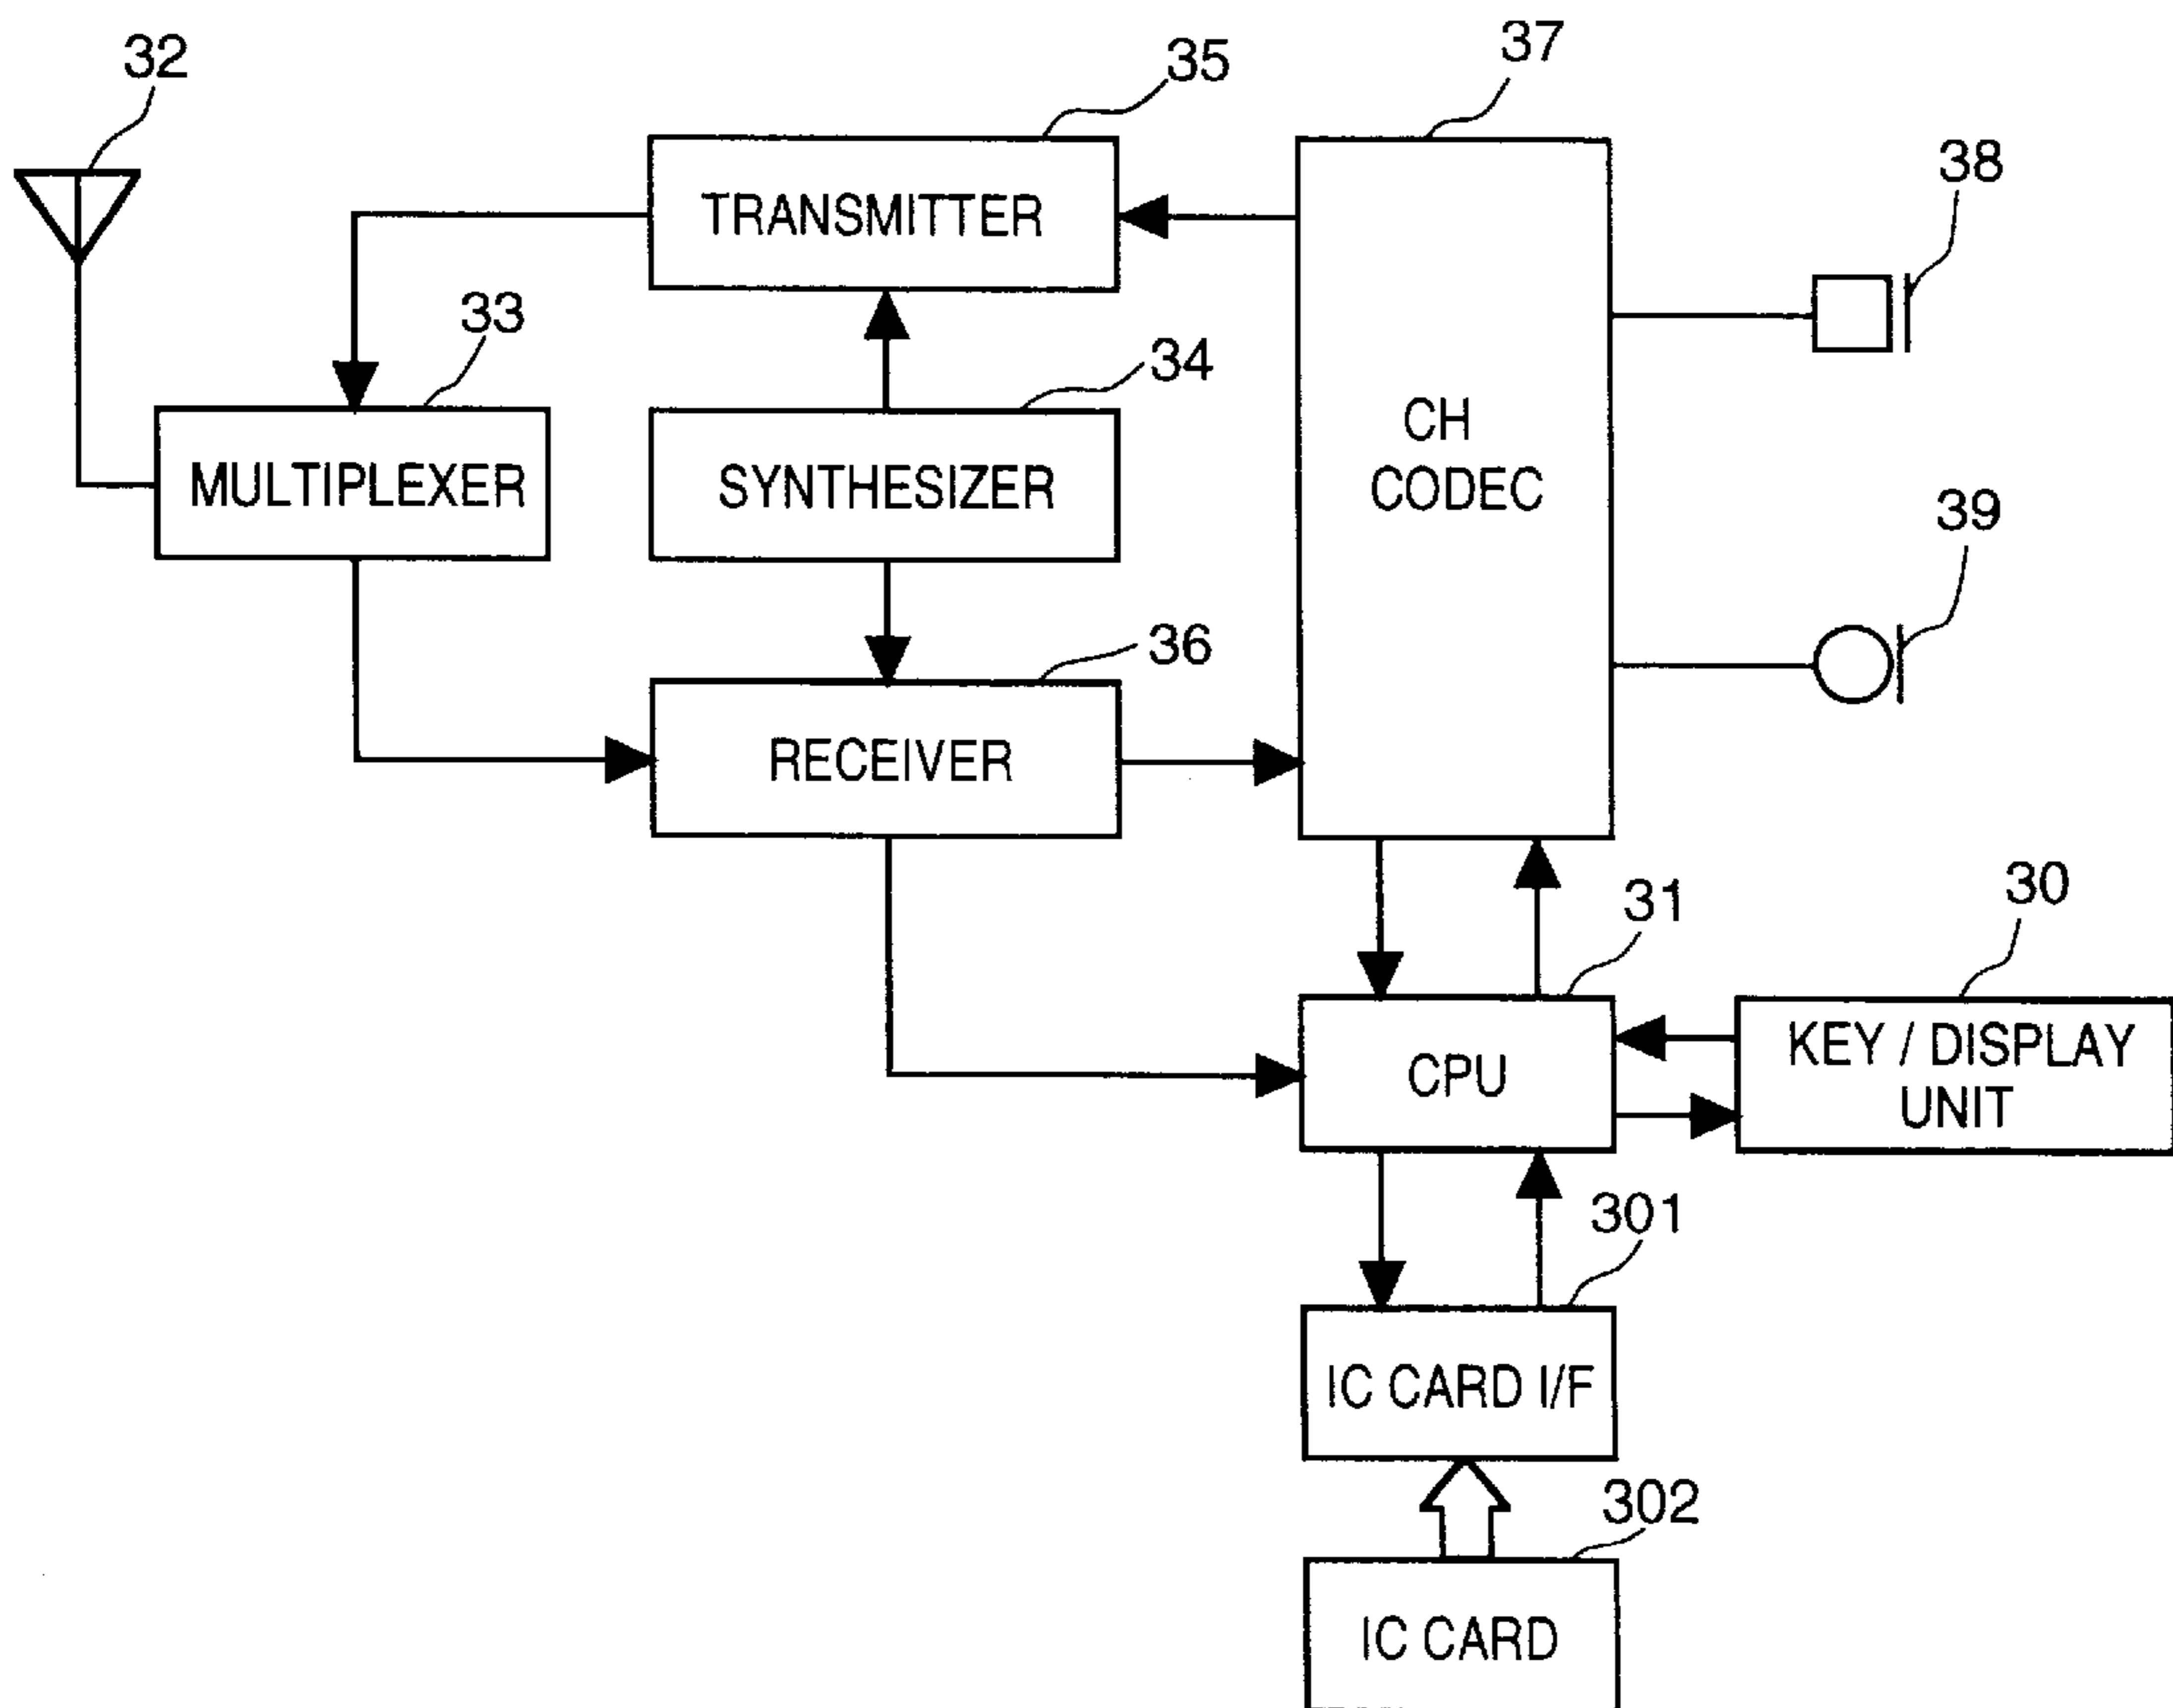 32
35
37
38
TRANSMITTER
33
34
MULTIPLEXER
SYNTHESIZER
CH
CODEC
39
36
RECEIVER
31
30
CPU
KEY / DISPLAY
UNIT
301
IC CARD I/F
302
IC CARD